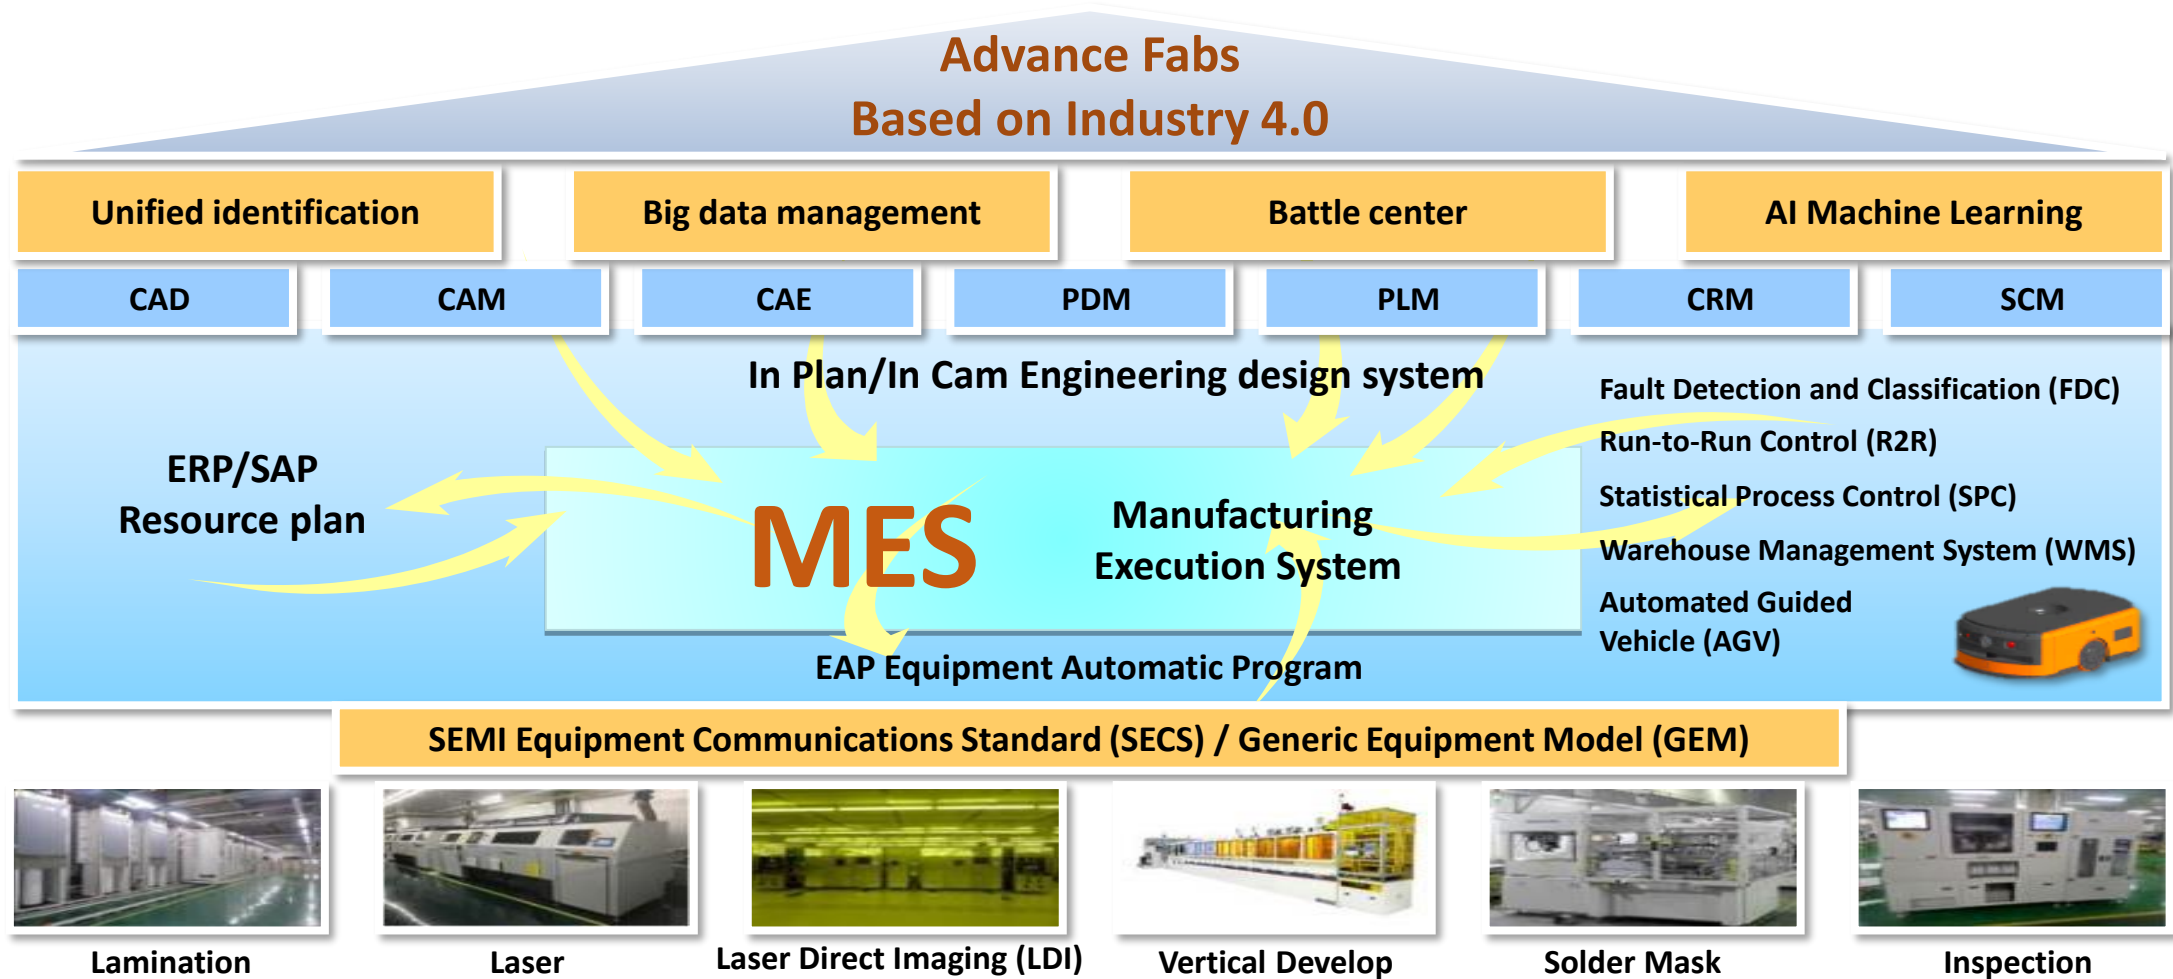 Advance Fabs
Based on Industry 4.0
Unified identification
Big data management
Battle center
AI Machine Learning
CAD
CAM
CAE
PDM
PLM
CRM
SCM
In Plan/In Cam Engineering design system
ERP/SAP
Resource plan
MES
Manufacturing
Execution System
Fault Detection and Classification (FDC)
Run-to-Run Control (R2R)
Statistical Process Control (SPC)
Warehouse Management System (WMS)
Automated Guided
Vehicle (AGV)
EAP Equipment Automatic Program
SEMI Equipment Communications Standard (SECS) / Generic Equipment Model (GEM)
Lamination
Laser
Laser Direct Imaging (LDI)
Vertical Develop
Solder Mask
Inspection